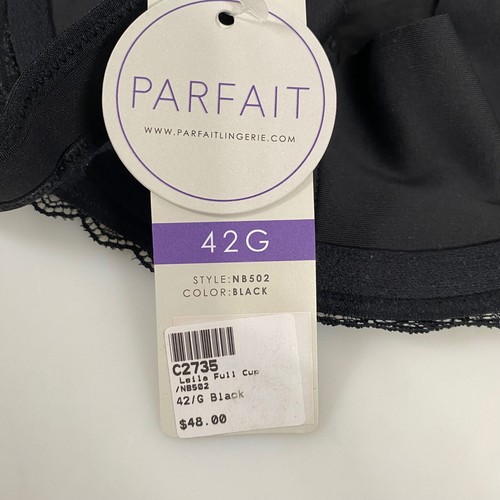 PARFAIT
WWW.PARFAITLINGERIE.COM
42G
STYLE:NB502
COLOR:BLACK
C2735
Leila Full Cup
/NB502
42/G Black
$48.00